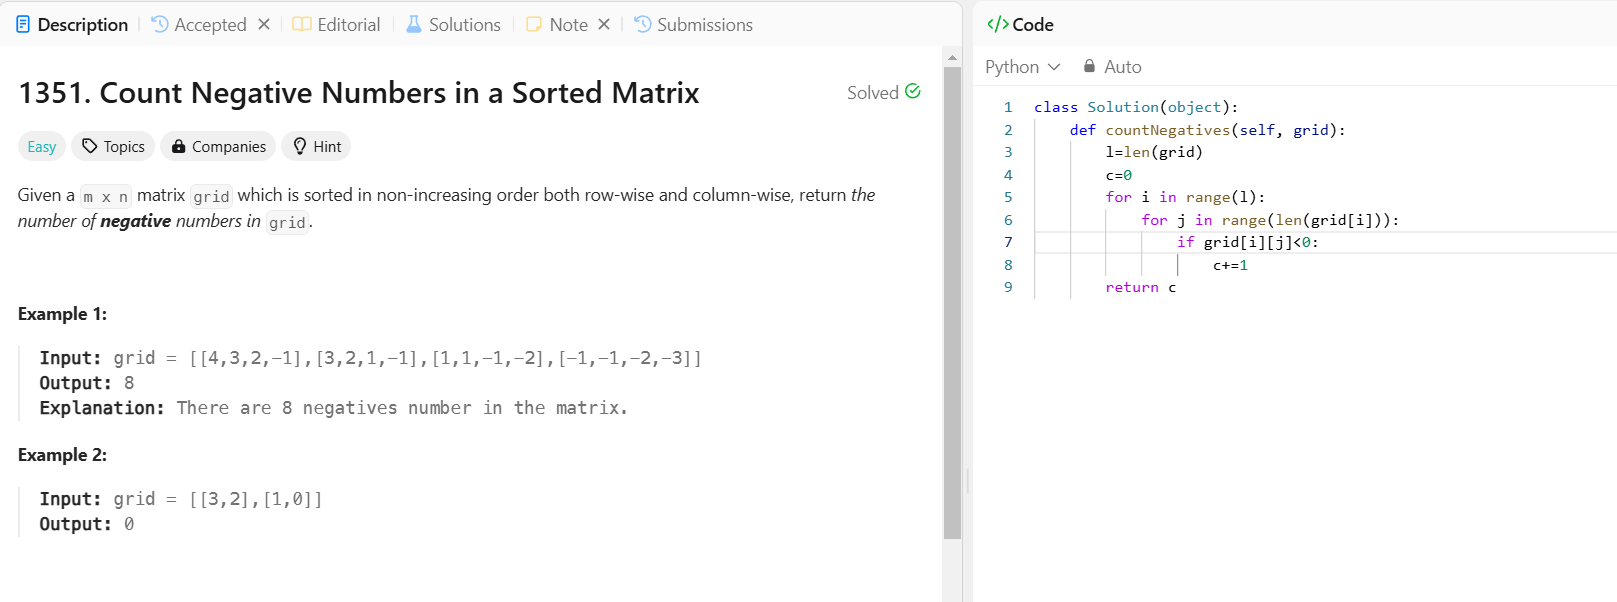 Description Accepted Editorial Solutions Note Submissions
1351. Count Negative Numbers in a Sorted Matrix
Solved
Easy Topics Companies Hint
Given a m x n matrix grid which is sorted in non-increasing order both row-wise and column-wise, return the
number of negative numbers in grid.
Example 1:
Input: grid = [[4,3,2,-1],[3,2,1,-1],[1,1,-1,-2],[-1,-1,-2,-3]]
Output: 8
Explanation: There are 8 negatives number in the matrix.
Example 2:
Input: grid = [[3,2],[1,0]]
Output: 0
</> Code
Python Auto
1 class Solution(object):
2 def countNegatives(self, grid):
3 l=len(grid)
4 c=0
5 for i in range(l):
6 for j in range(len(grid[i])):
7 if grid[i][j]<0:
8 c+=1
9 return c